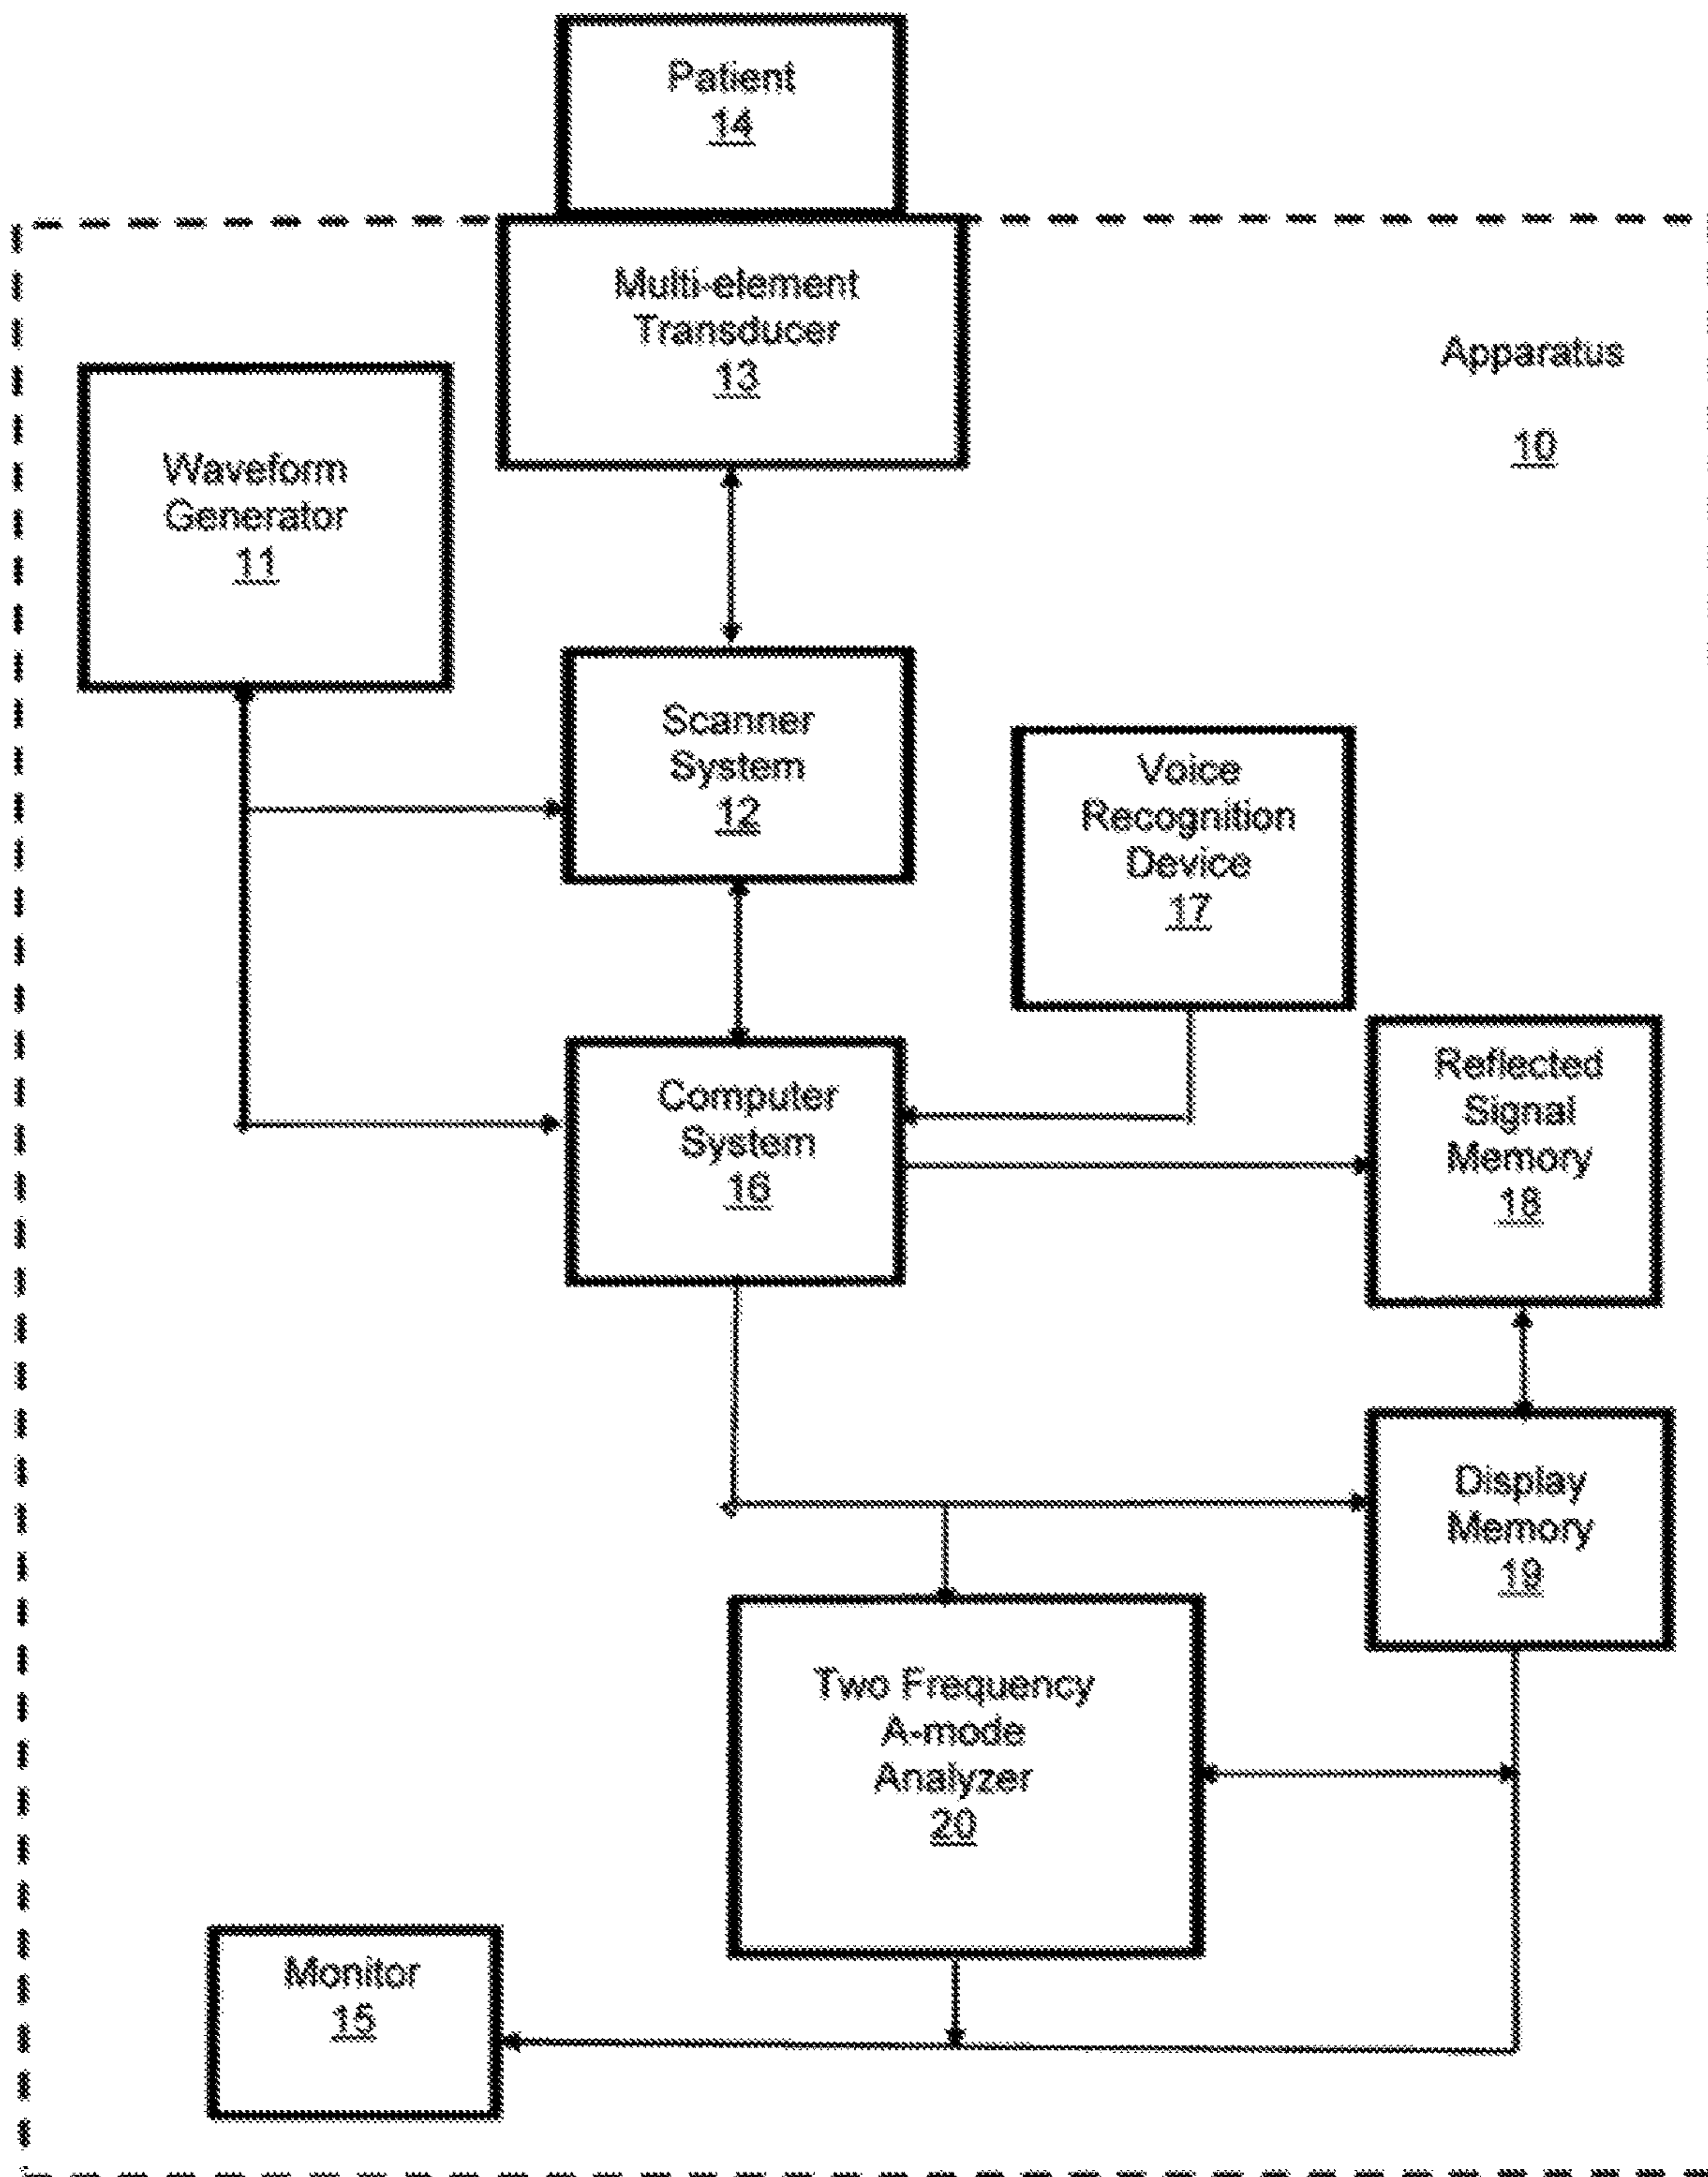 Patient
14
Multi-element
Transducer
13
Apparatus
10
Waveform
Generator
11
Scanner
System
12
Voice
Recognition
Device
17
Computer
System
16
Reflected
Signal
Memory
18
Display
Memory
19
Two Frequency
A-mode
Analyzer
20
Monitor
15